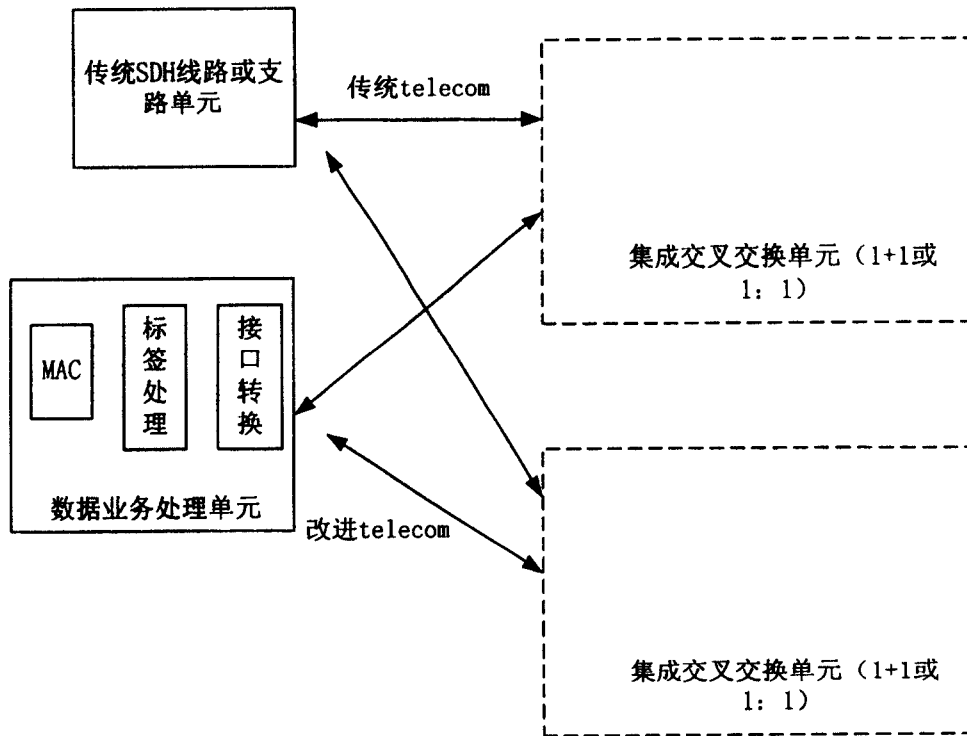 传统SDH线路或支
路单元
传统telecom
集成交叉交换单元（1+1或
1：1）
MAC
标签处理
接口转换
数据业务处理单元
改进telecom
集成交叉交换单元（1+1或
1：1）